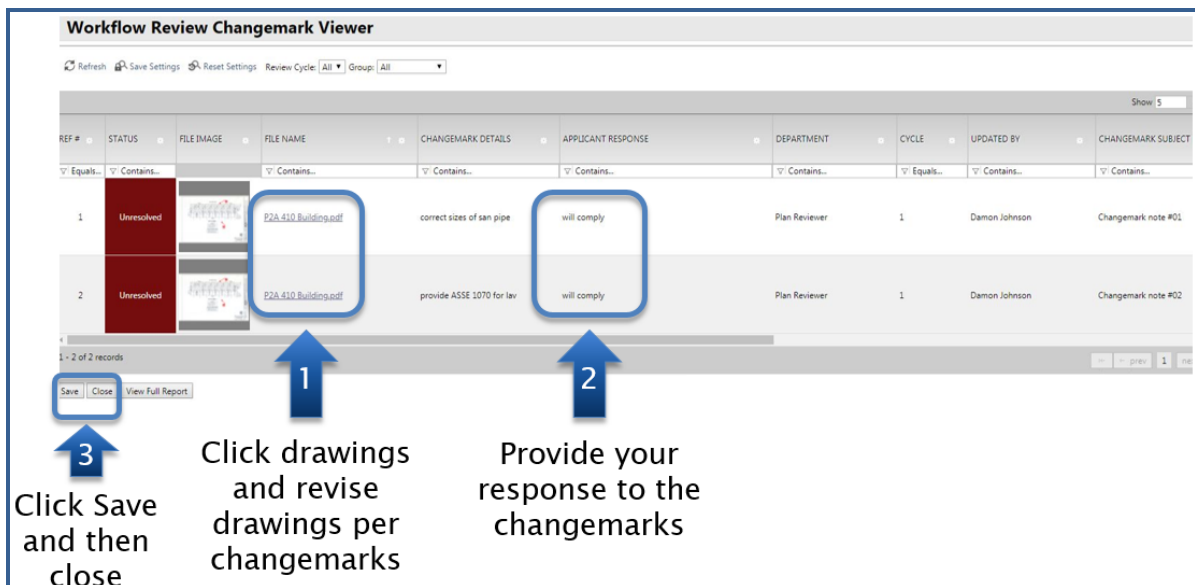 Workflow Review Changemark Viewer
Refresh Save Settings Reset Settings Review Cycle: All Group: All
Show 5
REF # STATUS FILE IMAGE FILE NAME CHANGEMARK DETAILS APPLICANT RESPONSE DEPARTMENT CYCLE UPDATED BY CHANGEMARK SUBJECT
Equals... Contains... Contains... Contains... Contains... Contains... Equals... Contains... Contains...
1 Unresolved P2A 410 Building.pdf correct sizes of san pipe will comply Plan Reviewer 1 Damon Johnson Changemark note #01
2 Unresolved P2A 410 Building.pdf provide ASSE 1070 for lav will comply Plan Reviewer 1 Damon Johnson Changemark note #02
1 - 2 of 2 records
prev 1
Save Close View Full Report
1
Click drawings
and revise
drawings per
changemarks
2
Provide your
response to the
changemarks
3
Click Save
and then
close